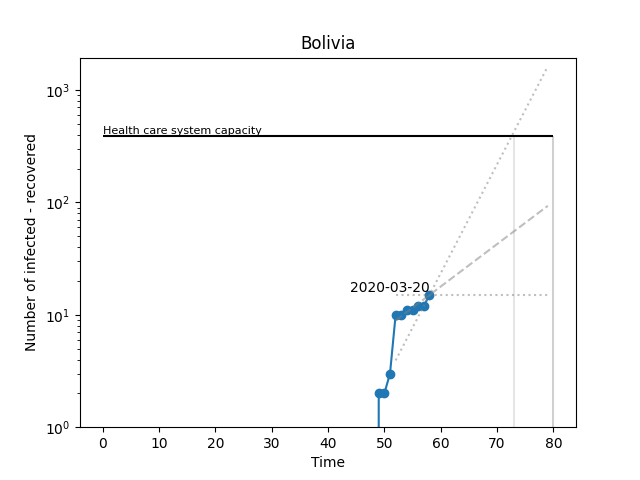 Bolivia
10³
Health care system capacity
10²
2020-03-20
10¹
10⁰
Number of infected - recovered
0 10 20 30 40 50 60 70 80
Time